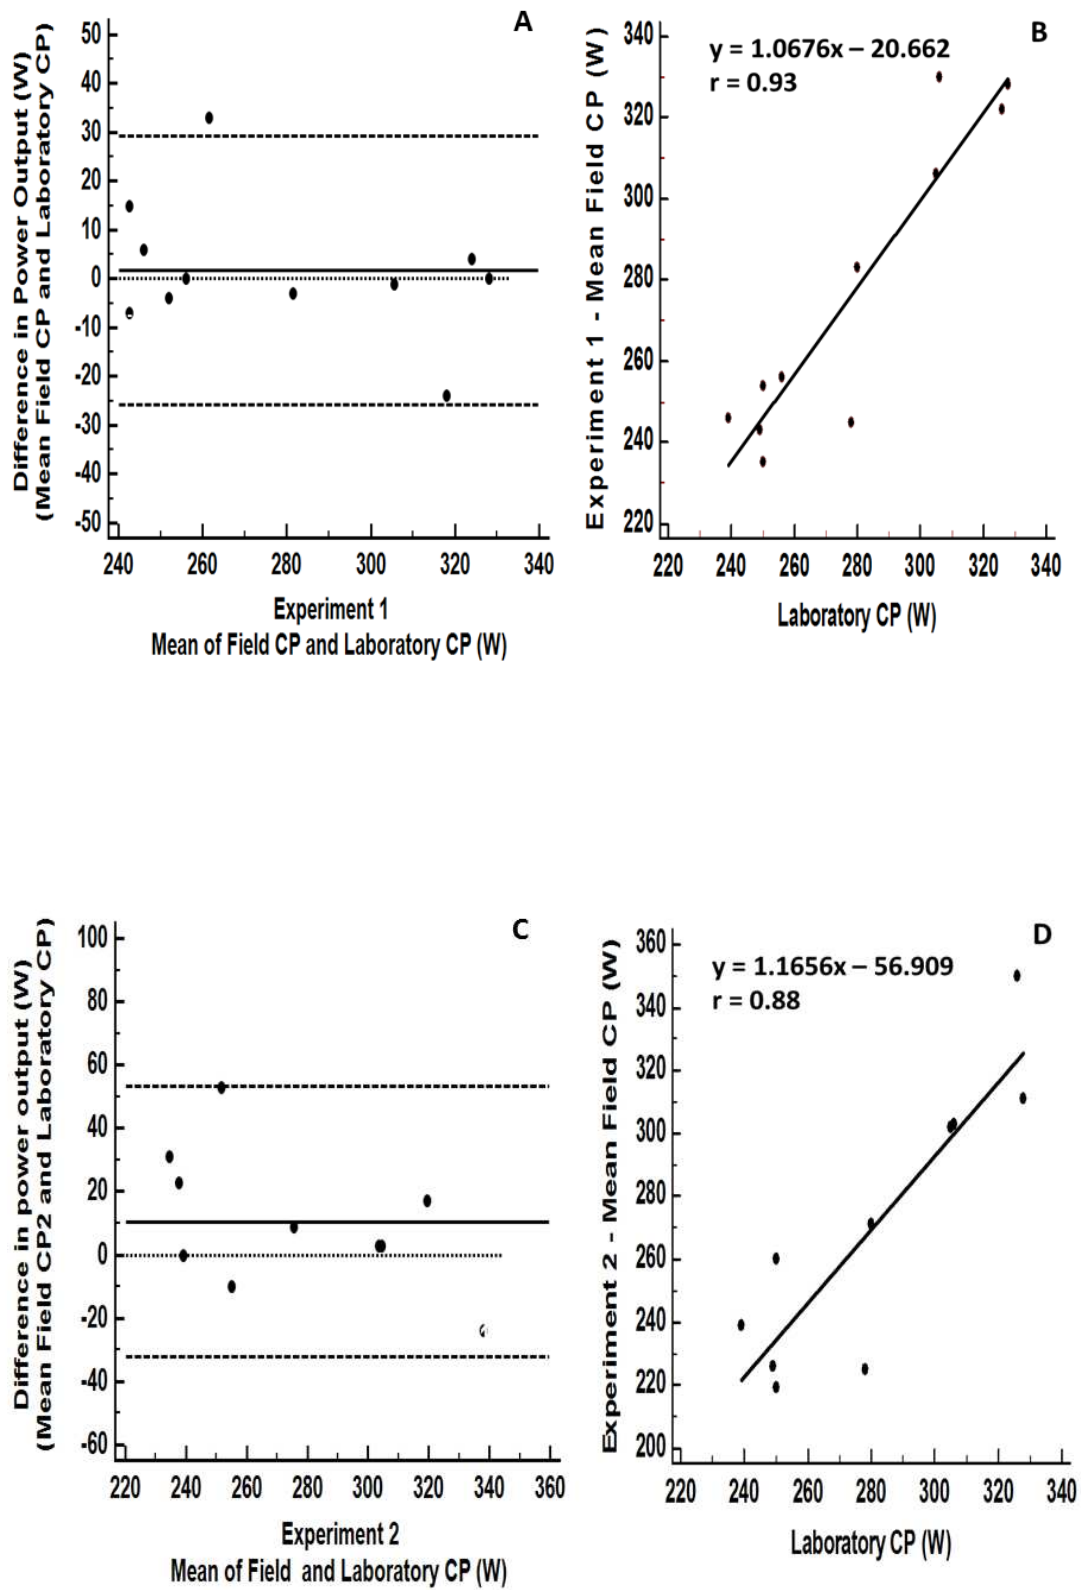 A
Difference in Power Output (W)
(Mean Field CP and Laboratory CP)
50
40
30
20
10
0
-10
-20
-30
-40
-50
240 260 280 300 320 340
Experiment 1
Mean of Field CP and Laboratory CP (W)
B
y = 1.0676x – 20.662
r = 0.93
Experiment 1 - Mean Field CP (W)
340
320
300
280
260
240
220
220 240 260 280 300 320 340
Laboratory CP (W)
C
Difference in power output (W)
(Mean Field CP2 and Laboratory CP)
100
80
60
40
20
0
-20
-40
-60
220 240 260 280 300 320 340 360
Experiment 2
Mean of Field and Laboratory CP (W)
D
y = 1.1656x – 56.909
r = 0.88
Experiment 2 - Mean Field CP (W)
360
340
320
300
280
260
240
220
200
220 240 260 280 300 320 340
Laboratory CP (W)